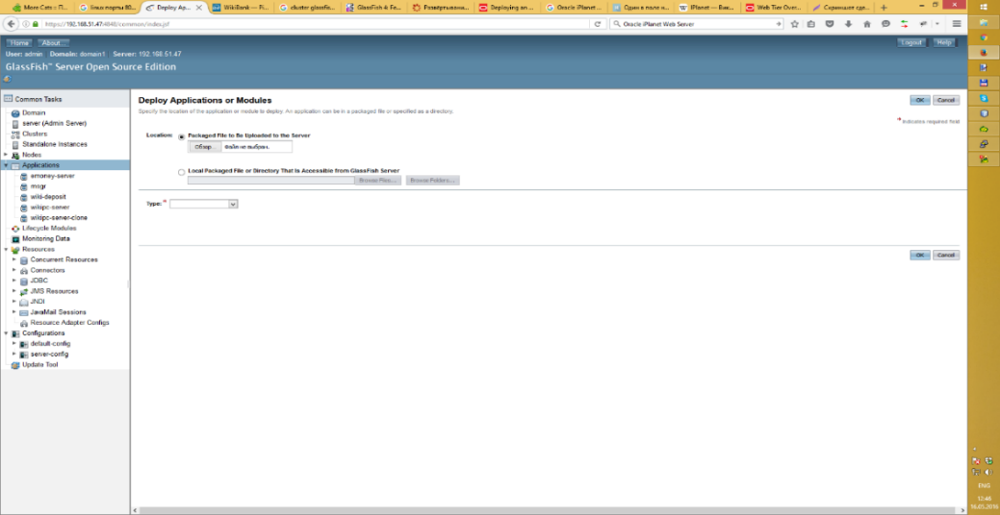 More Cats :: П...
G linux порты 80...
Deploy Ap...
WikiBank — Pi...
G cluster glassfis...
GlassFish 4: Fe...
Развёртывани...
Deploying an ...
G Oracle iPlanet ...
Один в поле н...
W iPlanet — Вик...
Web Tier Over...
Скриншот сде...
https://192.168.51.47:4848/common/index.jsf
Oracle iPlanet Web Server
Home About...
Logout Help
User: admin Domain: domain1 Server: 192.168.51.47
GlassFish™ Server Open Source Edition
Common Tasks
Domain
server (Admin Server)
Clusters
Standalone Instances
Nodes
Applications
emoney-server
msgr
wiki-deposit
wikipc-server
wikipc-server-clone
Lifecycle Modules
Monitoring Data
Resources
Concurrent Resources
Connectors
JDBC
JMS Resources
JNDI
JavaMail Sessions
Resource Adapter Configs
Configurations
default-config
server-config
Update Tool
Deploy Applications or Modules
OK Cancel
Specify the location of the application or module to deploy. An application can be in a packaged file or specified as a directory.
* Indicates required field
Location: Packaged File to Be Uploaded to the Server
Обзор... Файл не выбран.
Local Packaged File or Directory That Is Accessible from GlassFish Server
Browse Files... Browse Folders...
Type: *
OK Cancel
ENG
12:46
16.05.2016